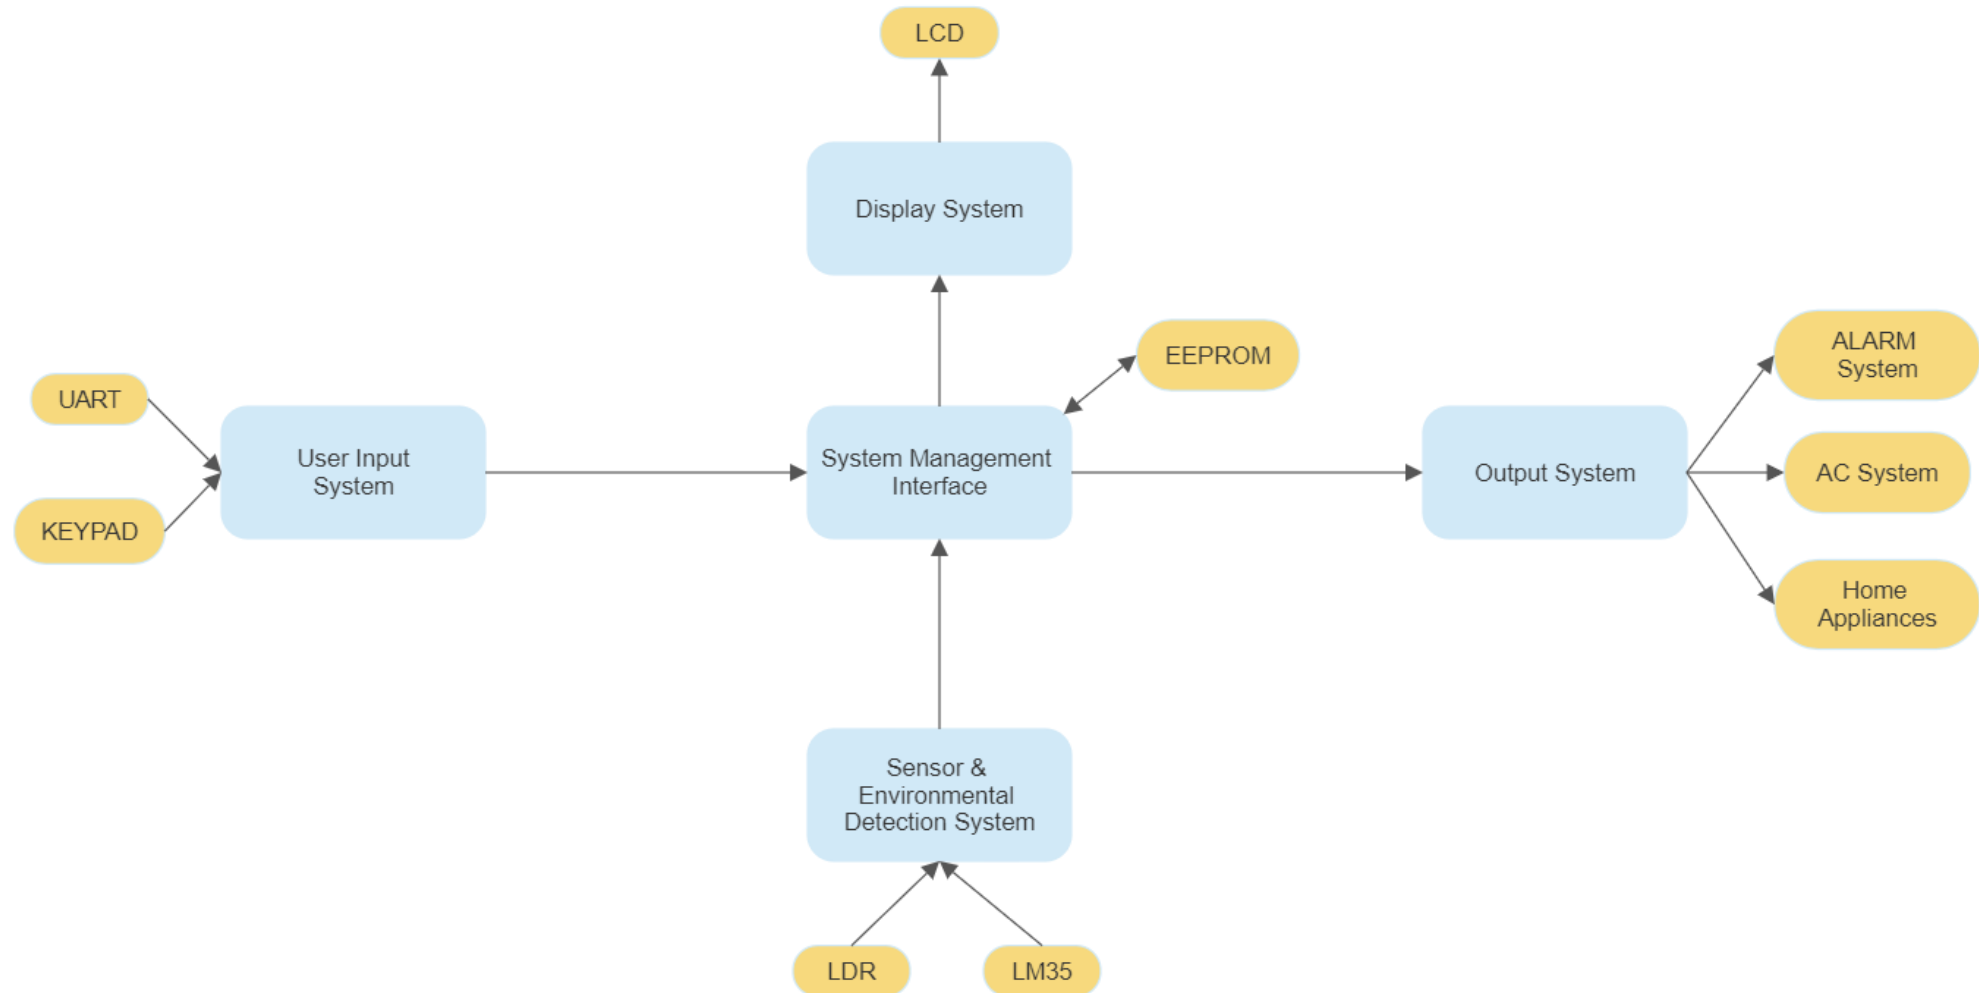 LCD
Display System
EEPROM
ALARM
System
UART
User Input
System
System Management
Interface
Output System
AC System
KEYPAD
Home
Appliances
Sensor &
Environmental
Detection System
LDR
LM35